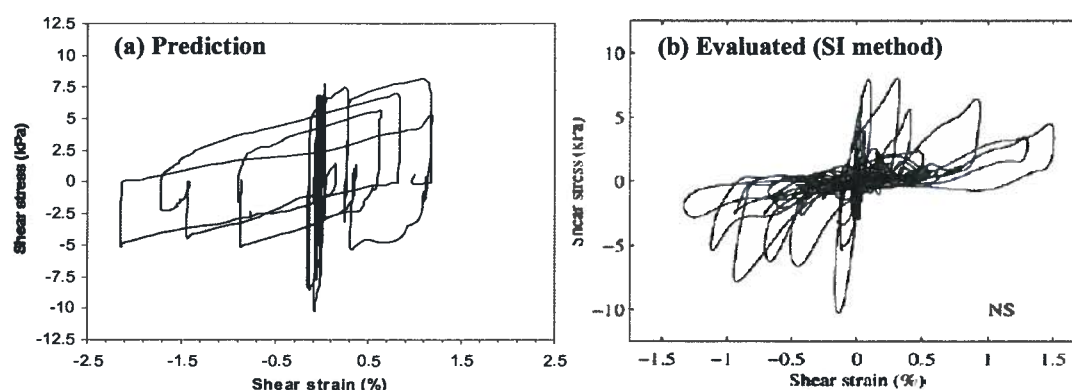 (a) Prediction
Shear stress (kPa)
12.5
10
7.5
5
2.5
0
-2.5
-5
-7.5
-10
-12.5
-2.5 -1.5 -0.5 0.5 1.5 2.5
Shear strain (%)
(b) Evaluated (SI method)
Shear stress (kPa)
10
5
0
-5
-10
NS
-1.5 -1 -0.5 0 0.5 1 1.5
Shear strain (%)